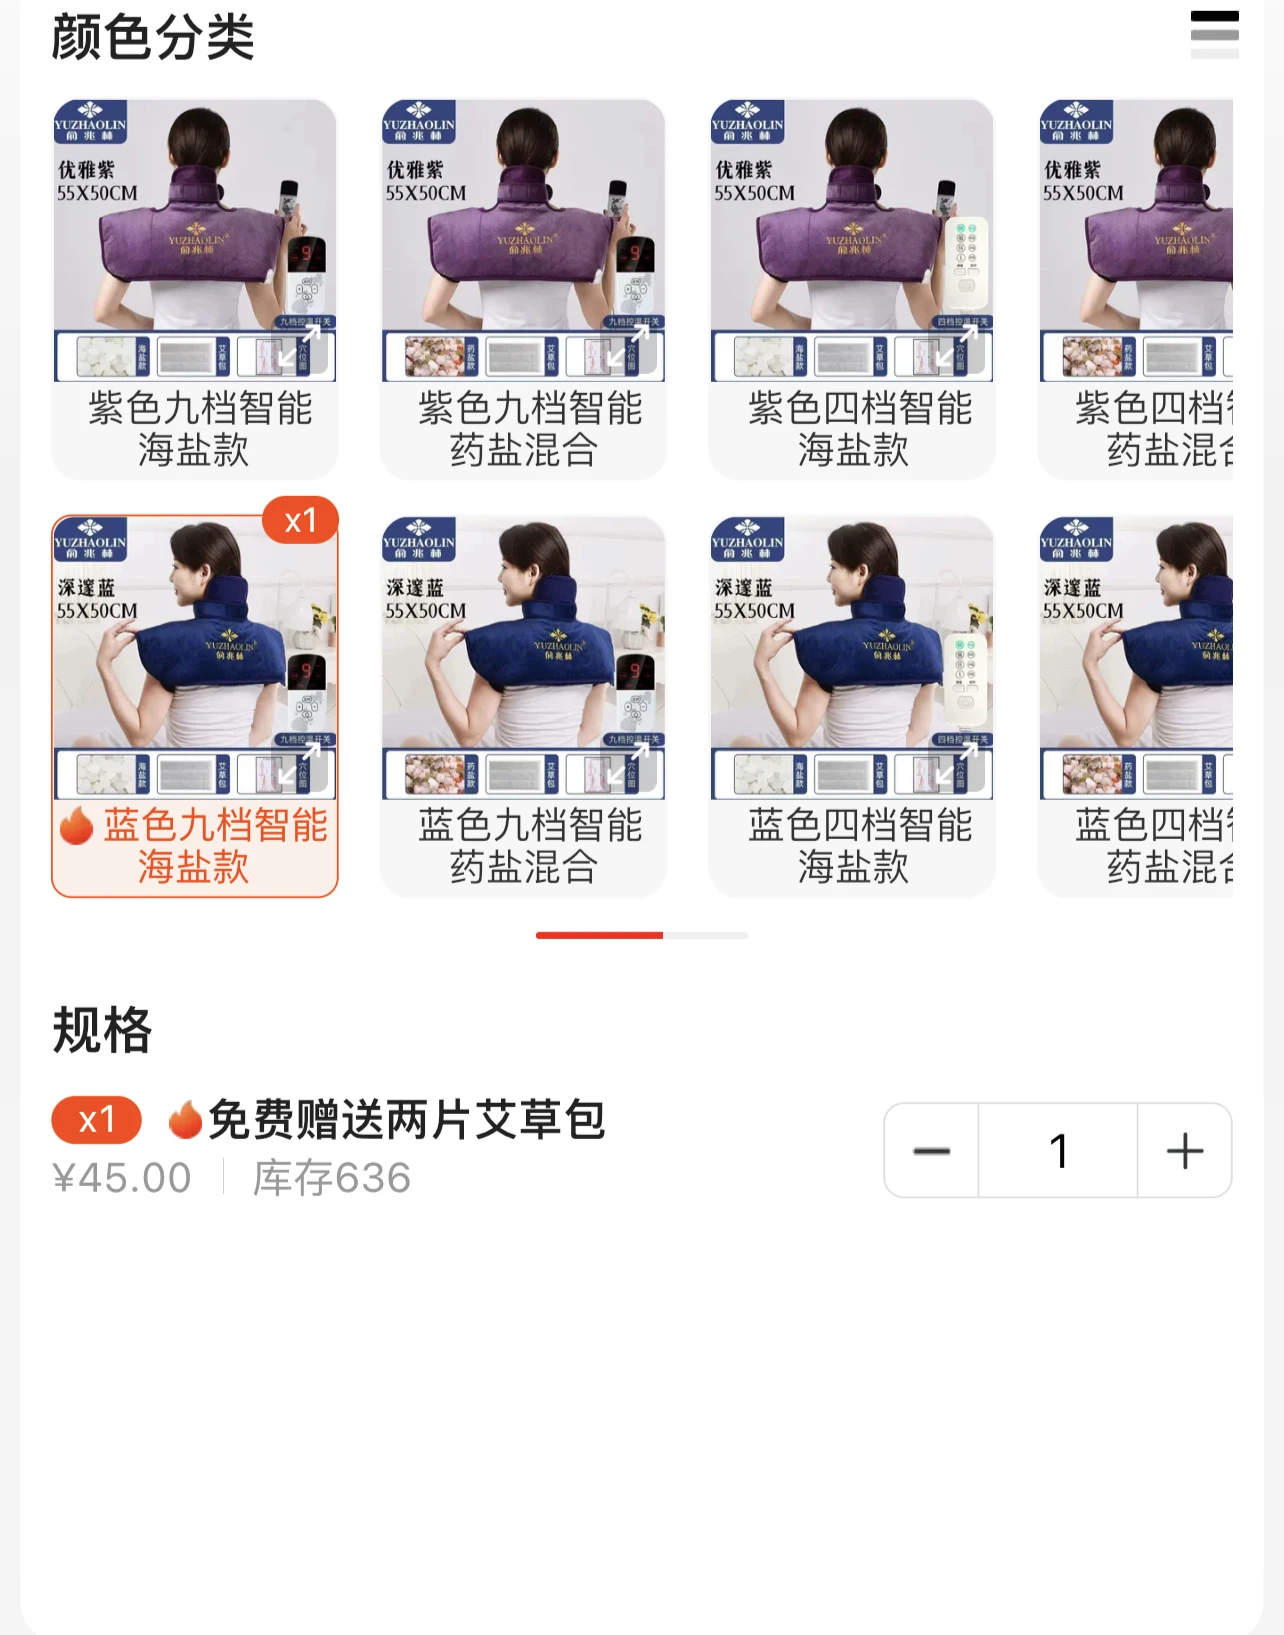 颜色分类
YUZHAOLIN
俞兆林
优雅紫
55X50CM
YUZHAOLIN
俞兆林
9
九档控温开关
海盐款
艾草包
穴位图
紫色九档智能
海盐款
YUZHAOLIN
俞兆林
优雅紫
55X50CM
YUZHAOLIN
俞兆林
9
九档控温开关
药盐款
艾草包
穴位图
紫色九档智能
药盐混合
YUZHAOLIN
俞兆林
优雅紫
55X50CM
YUZHAOLIN
俞兆林
四档控温开关
海盐款
艾草包
穴位图
紫色四档智能
海盐款
YUZHAOLIN
俞兆林
优雅紫
55X50CM
YUZHAOLIN
俞兆林
药盐款
艾草包
紫色四档
药盐混
x1
YUZHAOLIN
俞兆林
深邃蓝
55X50CM
YUZHAOLIN
俞兆林
9
九档控温开关
海盐款
艾草包
穴位图
🔥蓝色九档智能
海盐款
YUZHAOLIN
俞兆林
深邃蓝
55X50CM
YUZHAOLIN
俞兆林
9
九档控温开关
药盐款
艾草包
穴位图
蓝色九档智能
药盐混合
YUZHAOLIN
俞兆林
深邃蓝
55X50CM
YUZHAOLIN
俞兆林
四档控温开关
海盐款
艾草包
穴位图
蓝色四档智能
海盐款
YUZHAOLIN
俞兆林
深邃蓝
55X50CM
俞兆林
药盐款
艾草包
蓝色四档
药盐混
规格
x1 🔥免费赠送两片艾草包
¥45.00 库存636
1